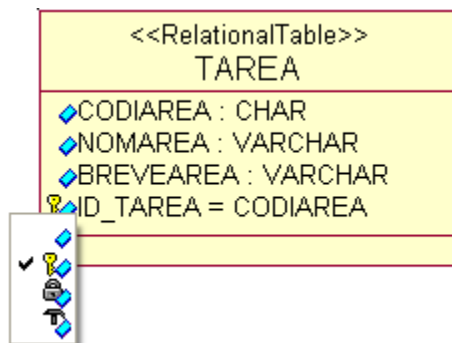 <<RelationalTable>>
TAREA
CODIAREA : CHAR
NOMAREA : VARCHAR
BREVEAREA : VARCHAR
ID_TAREA = CODIAREA